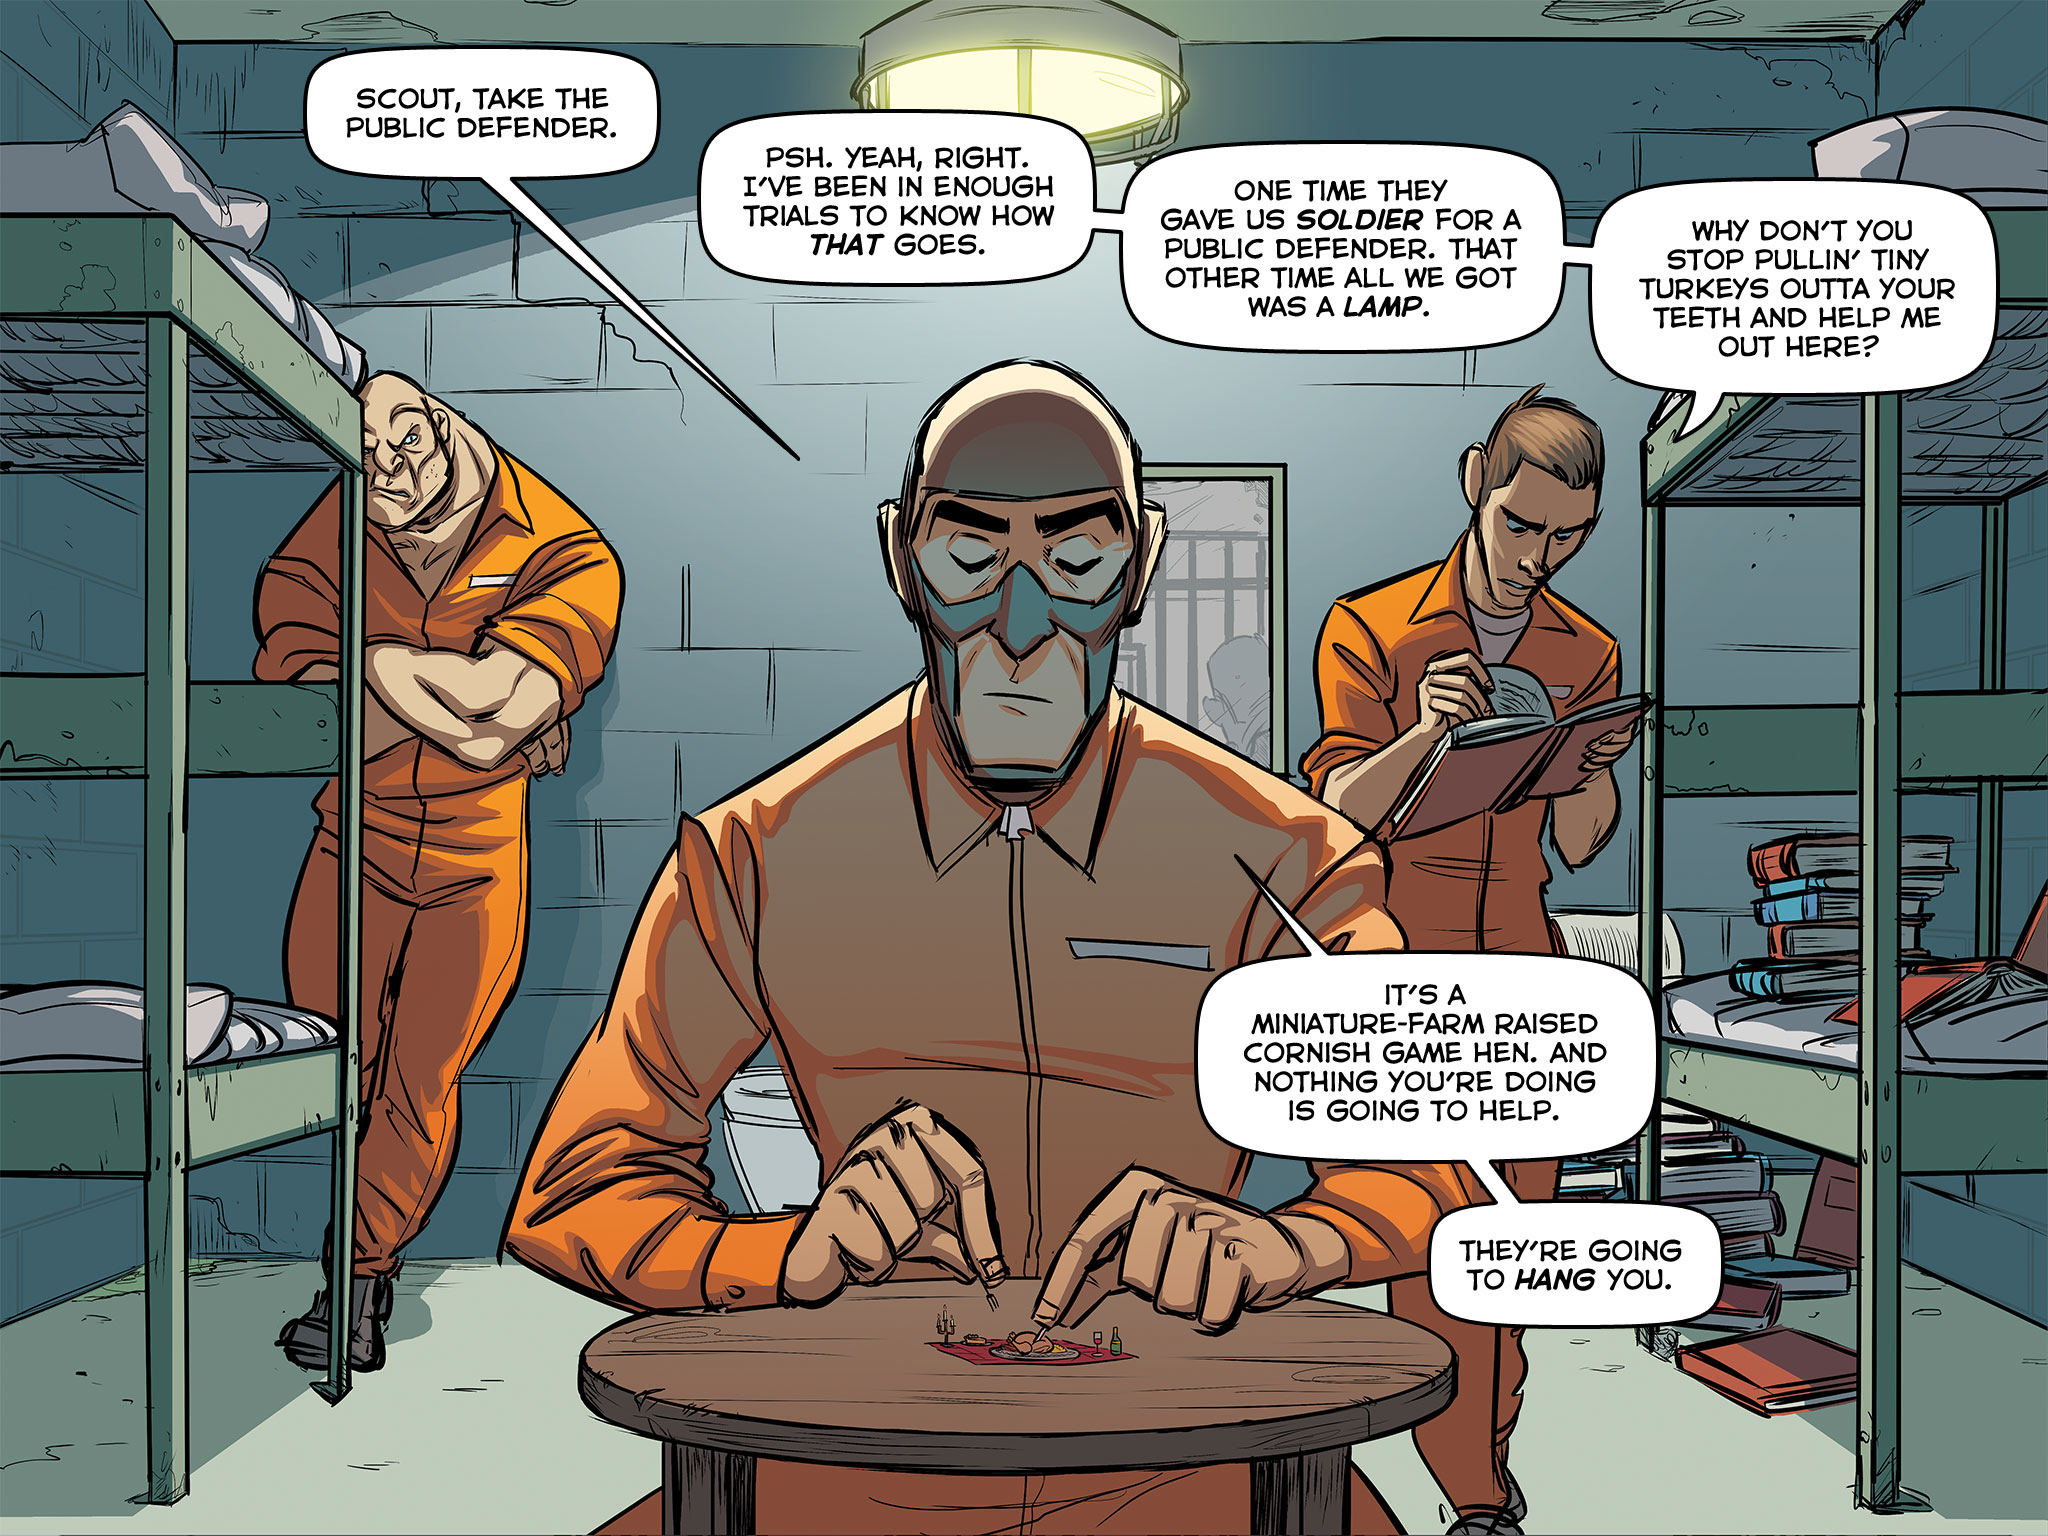 SCOUT, TAKE THE
PUBLIC DEFENDER.
PSH. YEAH, RIGHT.
I'VE BEEN IN ENOUGH
TRIALS TO KNOW HOW
THAT GOES.
ONE TIME THEY
GAVE US SOLDIER FOR A
PUBLIC DEFENDER. THAT
OTHER TIME ALL WE GOT
WAS A LAMP.
WHY DON'T YOU
STOP PULLIN' TINY
TURKEYS OUTTA YOUR
TEETH AND HELP ME
OUT HERE?
IT'S A
MINIATURE-FARM RAISED
CORNISH GAME HEN. AND
NOTHING YOU'RE DOING
IS GOING TO HELP.
THEY'RE GOING
TO HANG YOU.